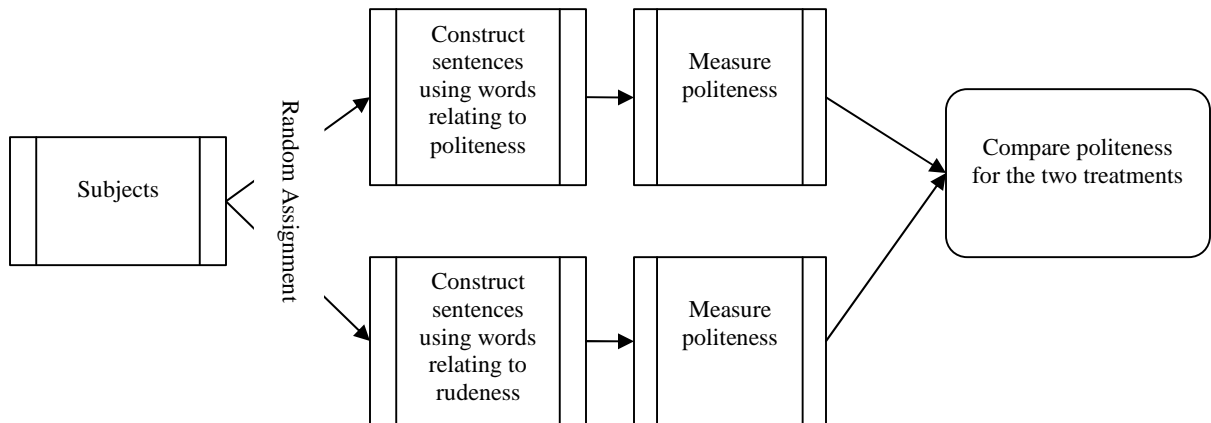 Subjects
Random Assignment
Construct
sentences
using words
relating to
politeness
Measure
politeness
Construct
sentences
using words
relating to
rudeness
Measure
politeness
Compare politeness
for the two treatments